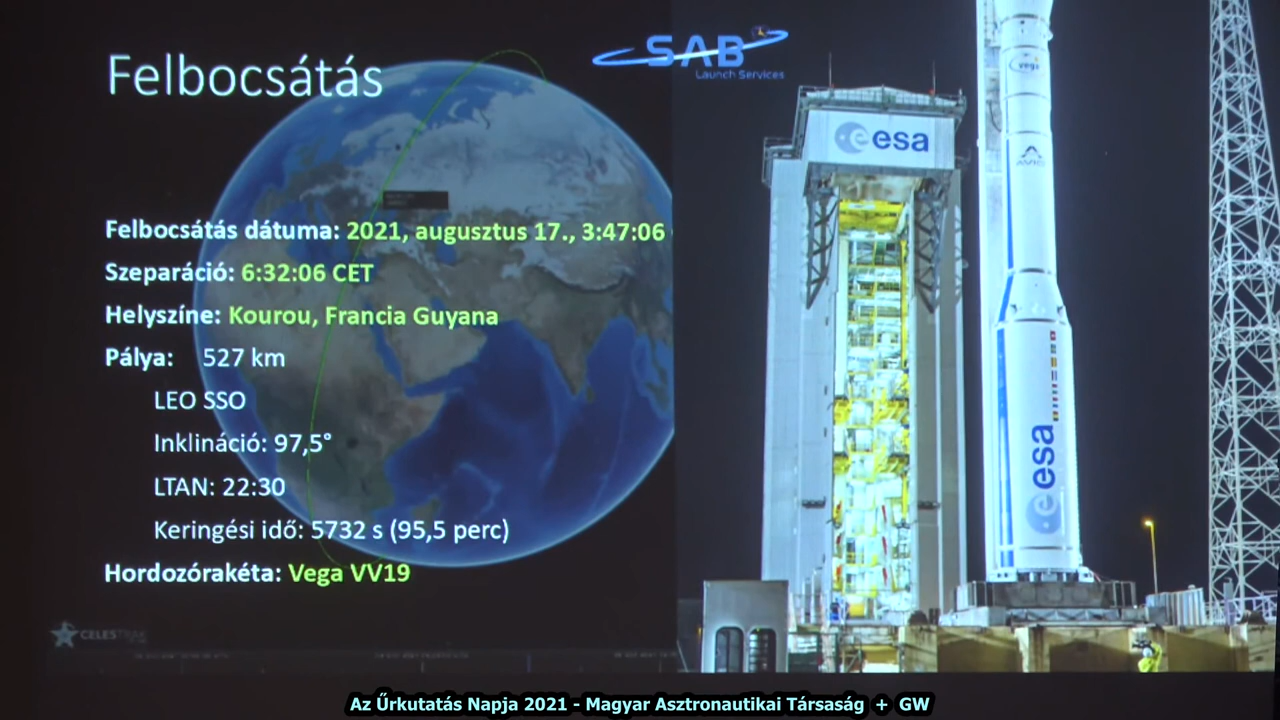 Felbocsátás
SAB
Launch Services
Felbocsátás dátuma: 2021, augusztus 17., 3:47:06
Szeparáció: 6:32:06 CET
Helyszíne: Kourou, Francia Guyana
Pálya: 527 km
LEO SSO
Inklináció: 97,5°
LTAN: 22:30
Keringési idő: 5732 s (95,5 perc)
Hordozórakéta: Vega VV19
CELESTRAK
esa
vega
AVIO
esa
Az Űrkutatás Napja 2021 - Magyar Asztronautikai Társaság + GW